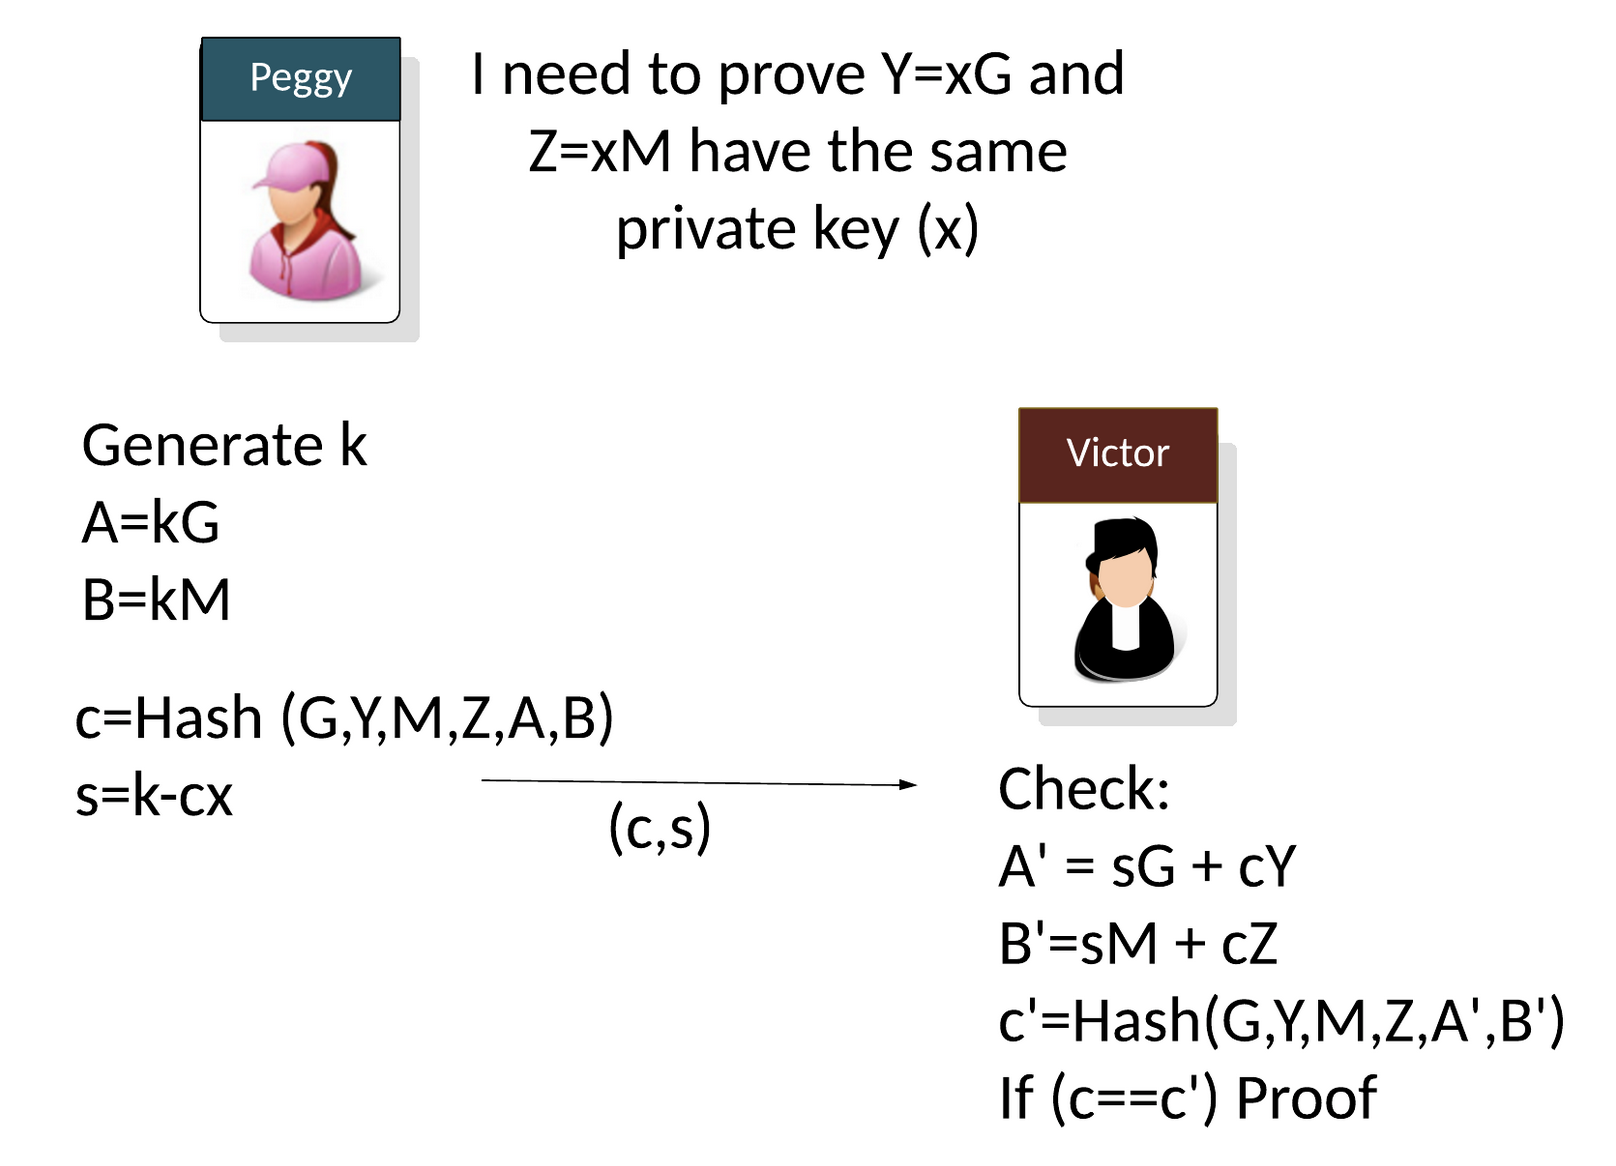 Peggy
I need to prove Y=xG and
Z=xM have the same
private key (x)
Generate k
A=kG
B=kM
c=Hash (G,Y,M,Z,A,B)
s=k-cx
(c,s)
Victor
Check:
A' = sG + cY
B'=sM + cZ
c'=Hash(G,Y,M,Z,A',B')
If (c==c') Proof